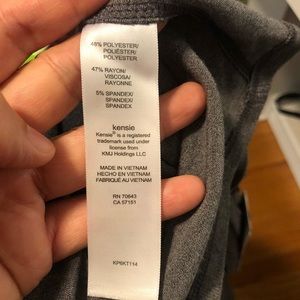 48% POLYESTER/
POLIÉSTER/
POLYESTER
47% RAYON/
VISCOSA/
RAYONNE
5% SPANDEX/
SPANDEX/
SPANDEX
kensie
Kensie® is a registered
trademark used under
license from
KMJ Holdings LLC
MADE IN VIETNAM
HECHO EN VIETNAM
FABRIQUÉ AU VIETNAM
RN 70643
CA 57151
KP6KT114